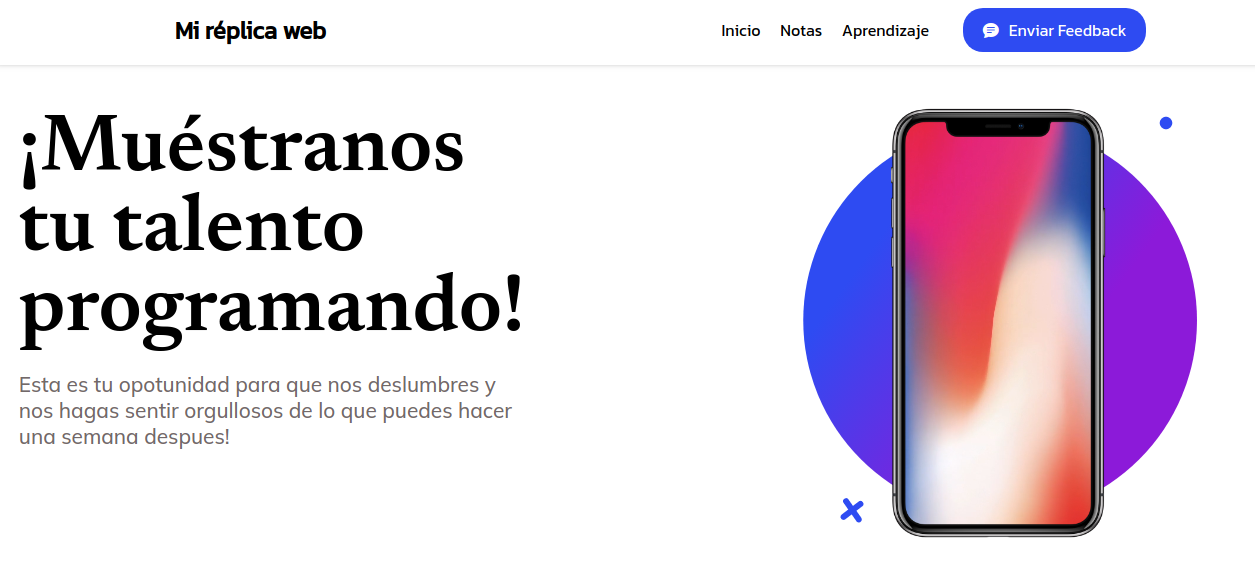 Mi réplica web
Inicio Notas Aprendizaje Enviar Feedback
¡Muéstranos
tu talento
programando!
Esta es tu opotunidad para que nos deslumbres y
nos hagas sentir orgullosos de lo que puedes hacer
una semana despues!